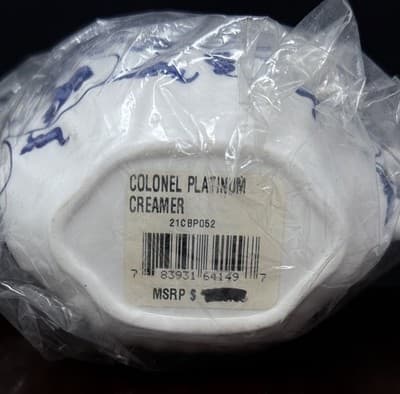 COLONEL PLATINUM
CREAMER
21CBP052
7 83931 64149 7
MSRP $